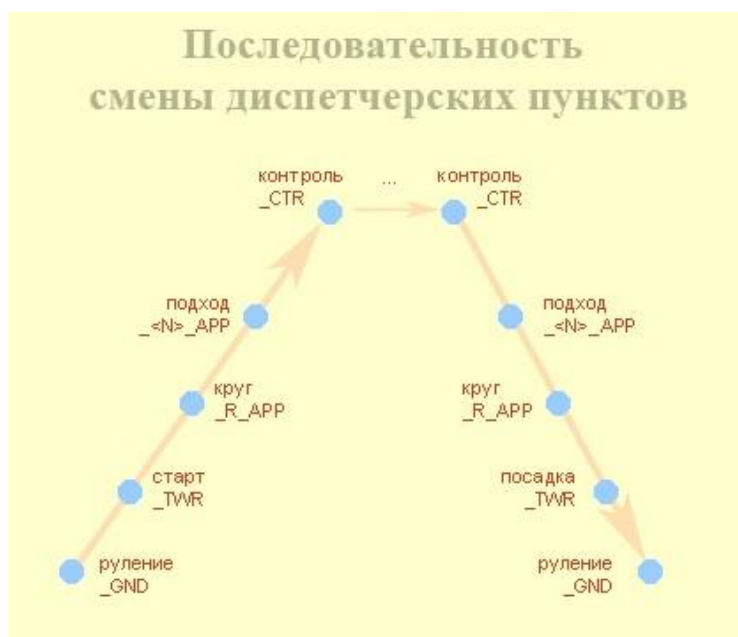 Последовательность
смены диспетчерских пунктов
контроль
_CTR
...
контроль
_CTR
подход
_<N>_APP
подход
_<N>_APP
круг
_R_APP
круг
_R_APP
старт
_TWR
посадка
_TWR
руление
_GND
руление
_GND